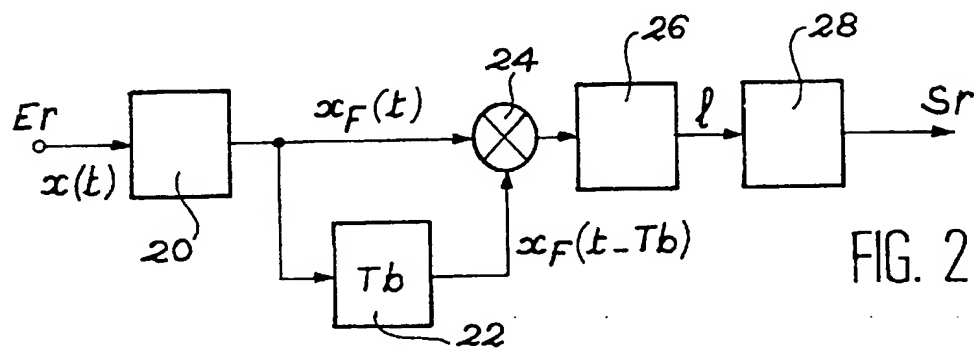 26
28
24
Er
x_F(t)
l
Sr
x(t)
20
Tb
x_F(t-Tb)
22
FIG. 2